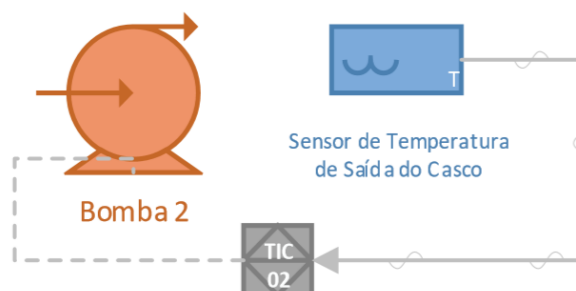 T
Sensor de Temperatura
de Saída do Casco
Bomba 2
TIC
02